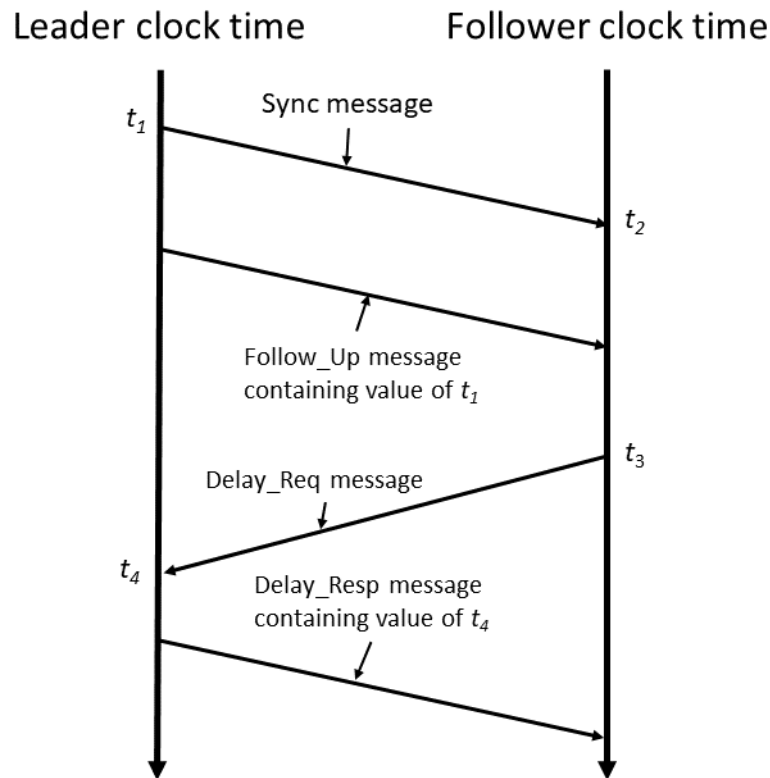 Leader clock time
Follower clock time
Sync message
t₁
t₂
Follow_Up message
containing value of t₁
t₃
Delay_Req message
t₄
Delay_Resp message
containing value of t₄